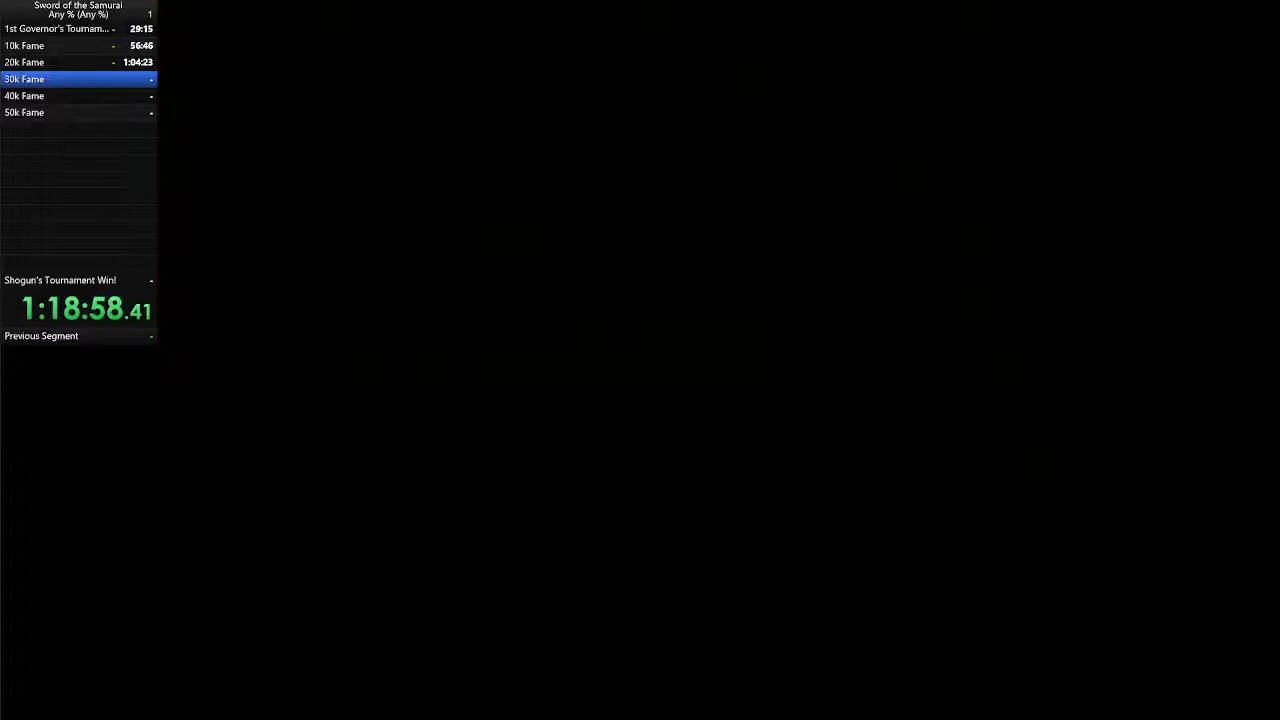 Sword of the Samurai
Any % (Any %) 1
1st Governor's Tournam... - 29:15
10k Fame - 56:46
20k Fame - 1:04:23
30k Fame -
40k Fame -
50k Fame -
Shogun's Tournament Win! -
1:18:58.41
Previous Segment -